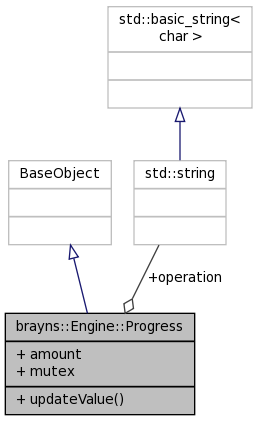 std::basic_string<
char >
BaseObject
std::string
+operation
brayns::Engine::Progress
+ amount
+ mutex
+ updateValue()